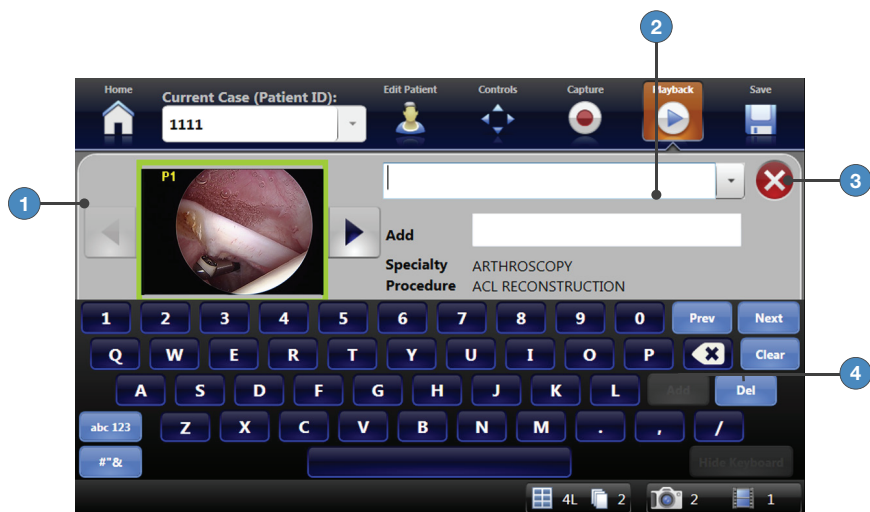 2
Home
Current Case (Patient ID):
Edit Patient
Controls
Capture
Playback
Save
1111
P1
1
3
Add
Specialty ARTHROSCOPY
Procedure ACL RECONSTRUCTION
1 2 3 4 5 6 7 8 9 0 Prev Next
Q W E R T Y U I O P Clear
A S D F G H J K L Add Del
4
abc 123 Z X C V B N M . , /
#"& Hide Keyboard
4L 2 2 1